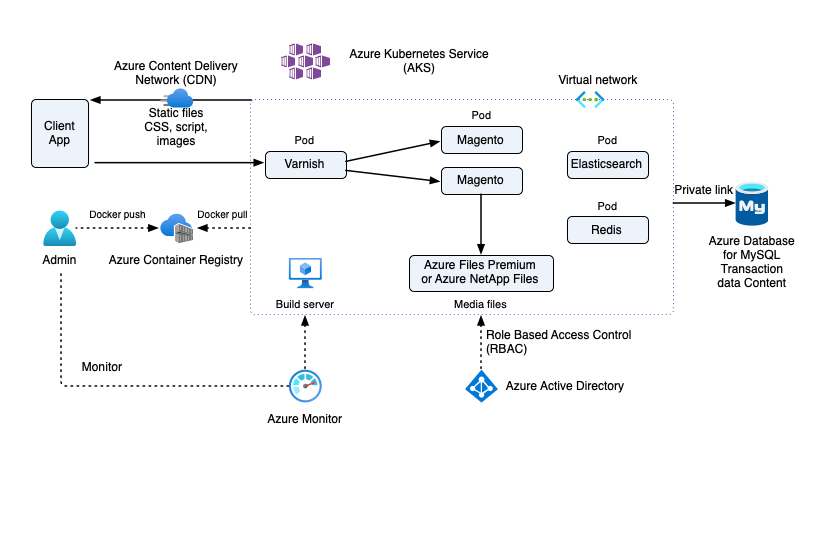 Azure Kubernetes Service
(AKS)
Azure Content Delivery
Network (CDN)
Virtual network
Static files
CSS, script,
images
Client
App
Pod
Varnish
Pod
Magento
Magento
Pod
Elasticsearch
Pod
Redis
Private link
My
Azure Database
for MySQL
Transaction
data Content
Docker push
Docker pull
Admin
Azure Container Registry
Azure Files Premium
or Azure NetApp Files
Build server
Media files
Role Based Access Control
(RBAC)
Monitor
Azure Monitor
Azure Active Directory